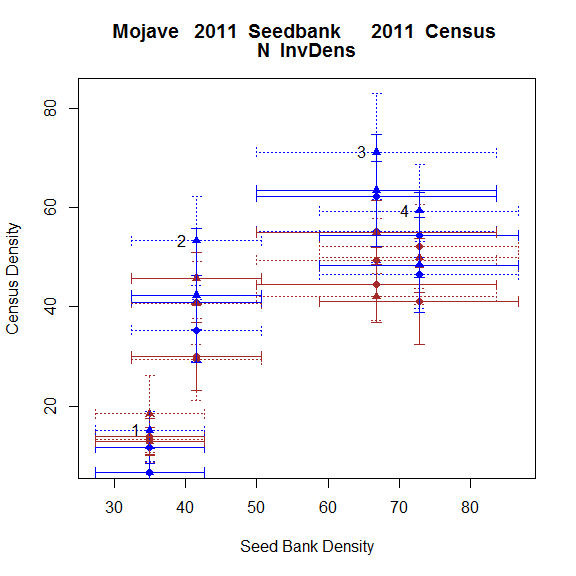 Mojave 2011 Seedbank 2011 Census
N InvDens
80
60
40
20
Census Density
3
4
2
1
30 40 50 60 70 80
Seed Bank Density